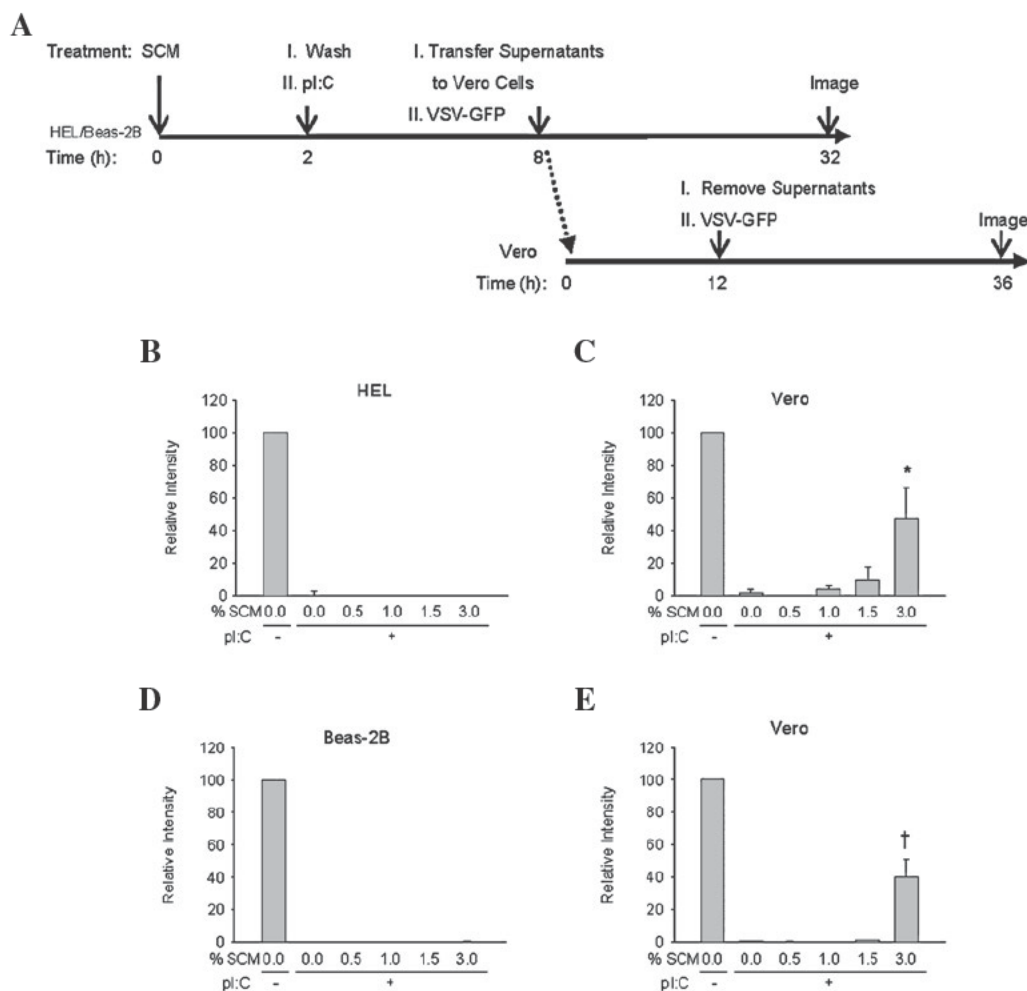 A
Treatment: SCM
I. Wash
II. pI:C
I. Transfer Supernatants
to Vero Cells
II. VSV-GFP
Image
HEL/Beas-2B
Time (h): 0 2 8 32
I. Remove Supernatants
II. VSV-GFP
Image
Vero
Time (h): 0 12 36
B
HEL
Relative Intensity
120
100
80
60
40
20
0
% SCM 0.0 0.0 0.5 1.0 1.5 3.0
pI:C - +
C
Vero
Relative Intensity
120
100
80
60
40
20
0
*
% SCM 0.0 0.0 0.5 1.0 1.5 3.0
pI:C - +
D
Beas-2B
Relative Intensity
120
100
80
60
40
20
0
% SCM 0.0 0.0 0.5 1.0 1.5 3.0
pI:C - +
E
Vero
Relative Intensity
120
100
80
60
40
20
0
†
% SCM 0.0 0.0 0.5 1.0 1.5 3.0
pI:C - +